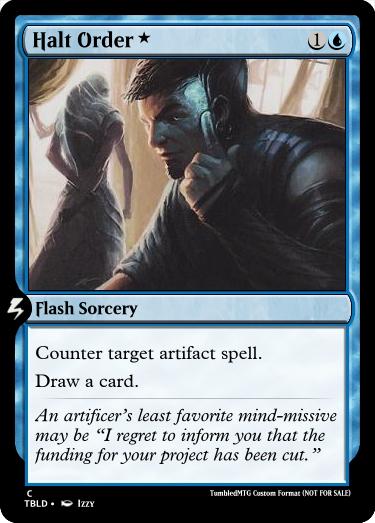 Halt Order ★ 1
Flash Sorcery
Counter target artifact spell.
Draw a card.
An artificer's least favorite mind-missive
may be "I regret to inform you that the
funding for your project has been cut."
C TumbledMTG Custom Format (NOT FOR SALE)
TBLD • Izzy